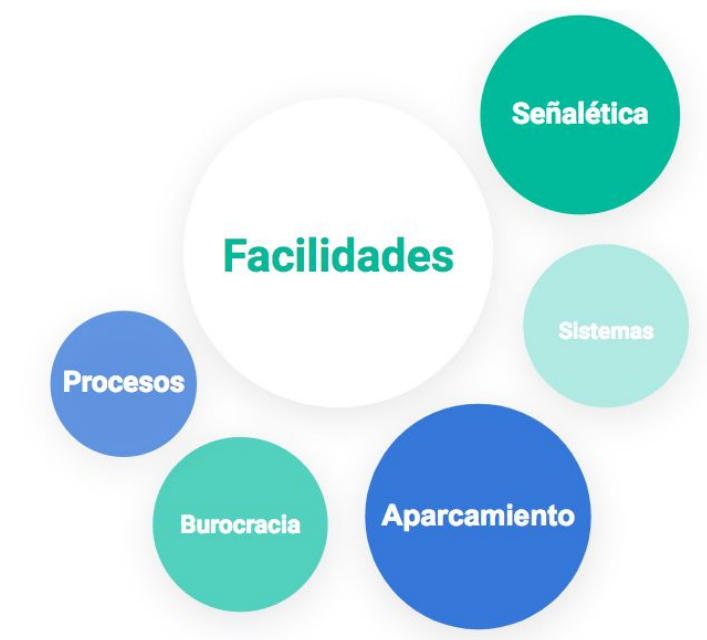 Señalética
Facilidades
Sistemas
Procesos
Aparcamiento
Burocracia